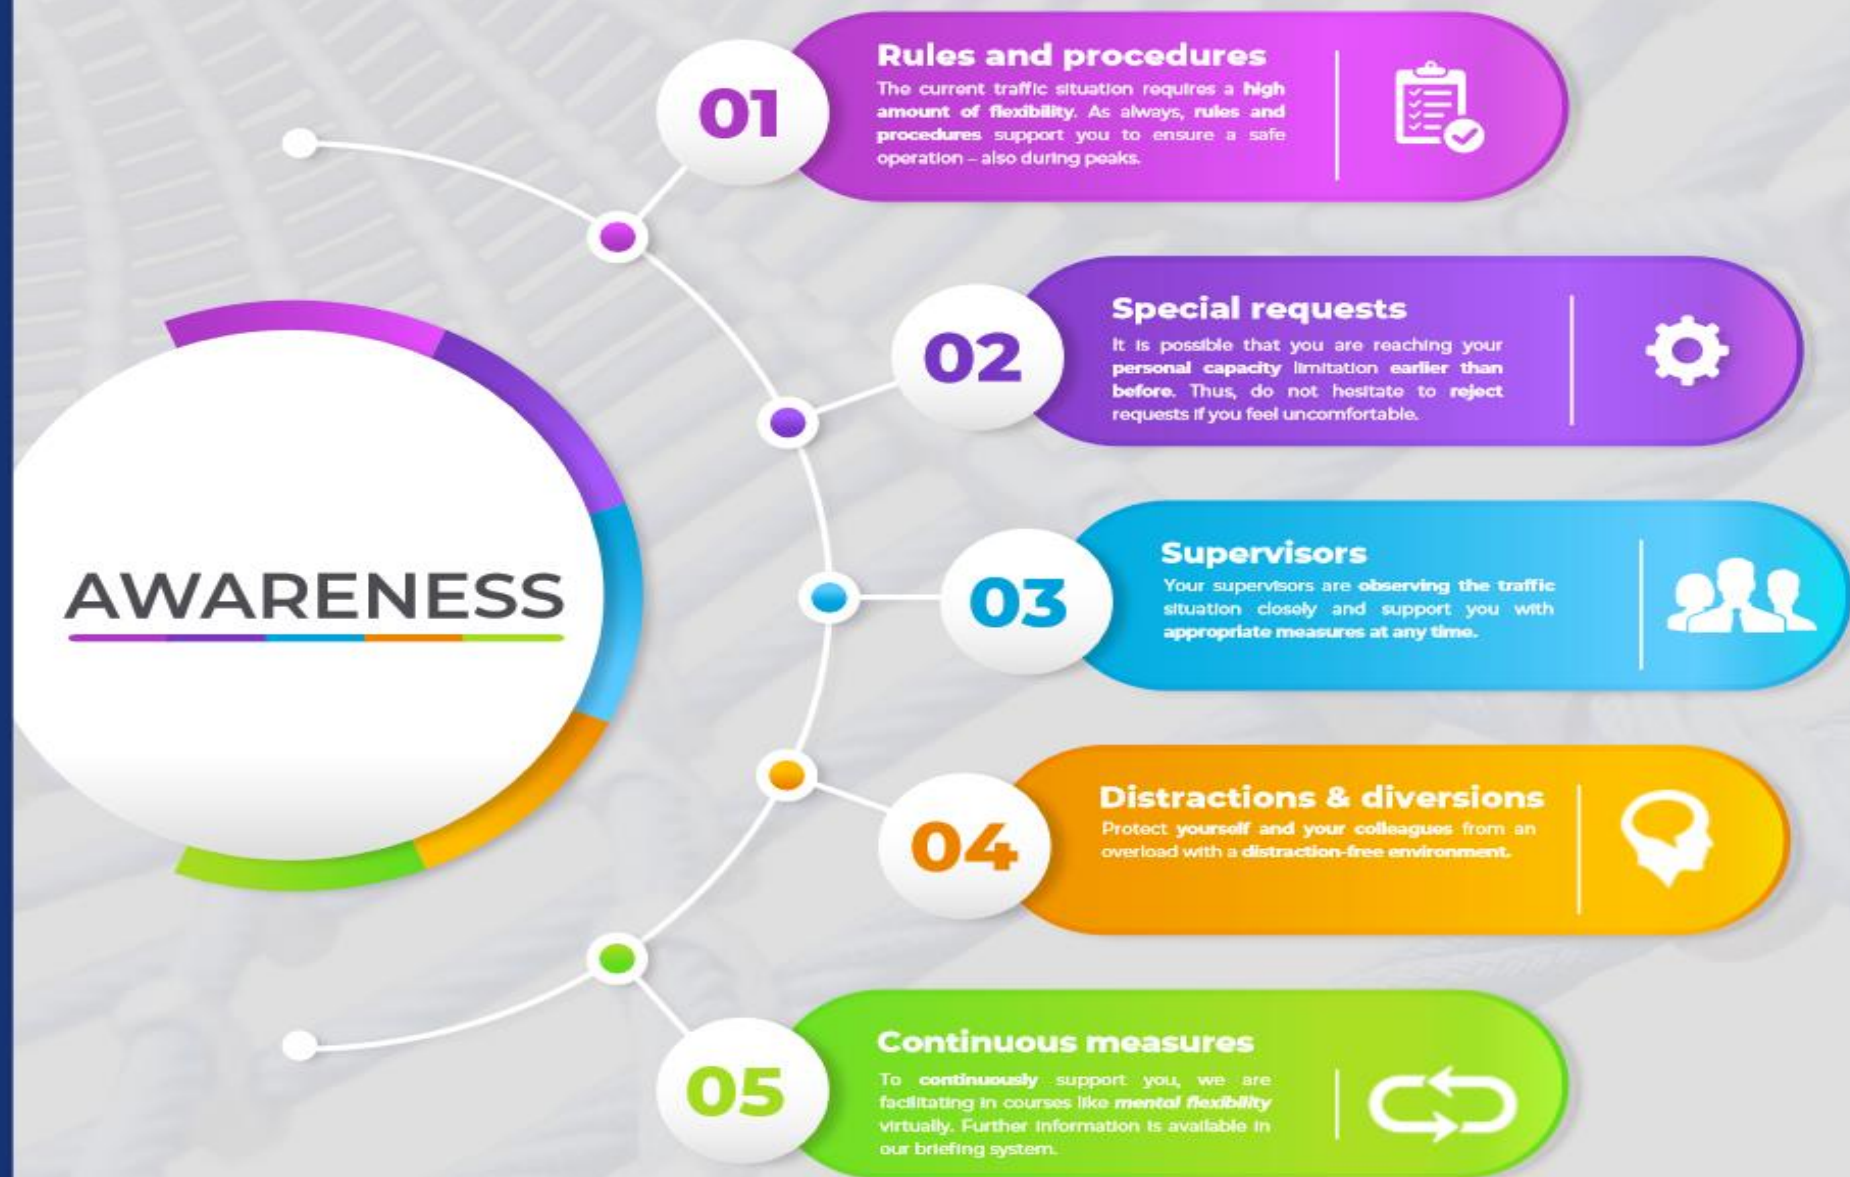 AWARENESS
01
Rules and procedures
The current traffic situation requires a high
amount of flexibility. As always, rules and
procedures support you to ensure a safe
operation – also during peaks.
02
Special requests
It is possible that you are reaching your
personal capacity limitation earlier than
before. Thus, do not hesitate to reject
requests if you feel uncomfortable.
03
Supervisors
Your supervisors are observing the traffic
situation closely and support you with
appropriate measures at any time.
04
Distractions & diversions
Protect yourself and your colleagues from an
overload with a distraction-free environment.
05
Continuous measures
To continuously support you, we are
facilitating in courses like mental flexibility
virtually. Further information is available in
our briefing system.